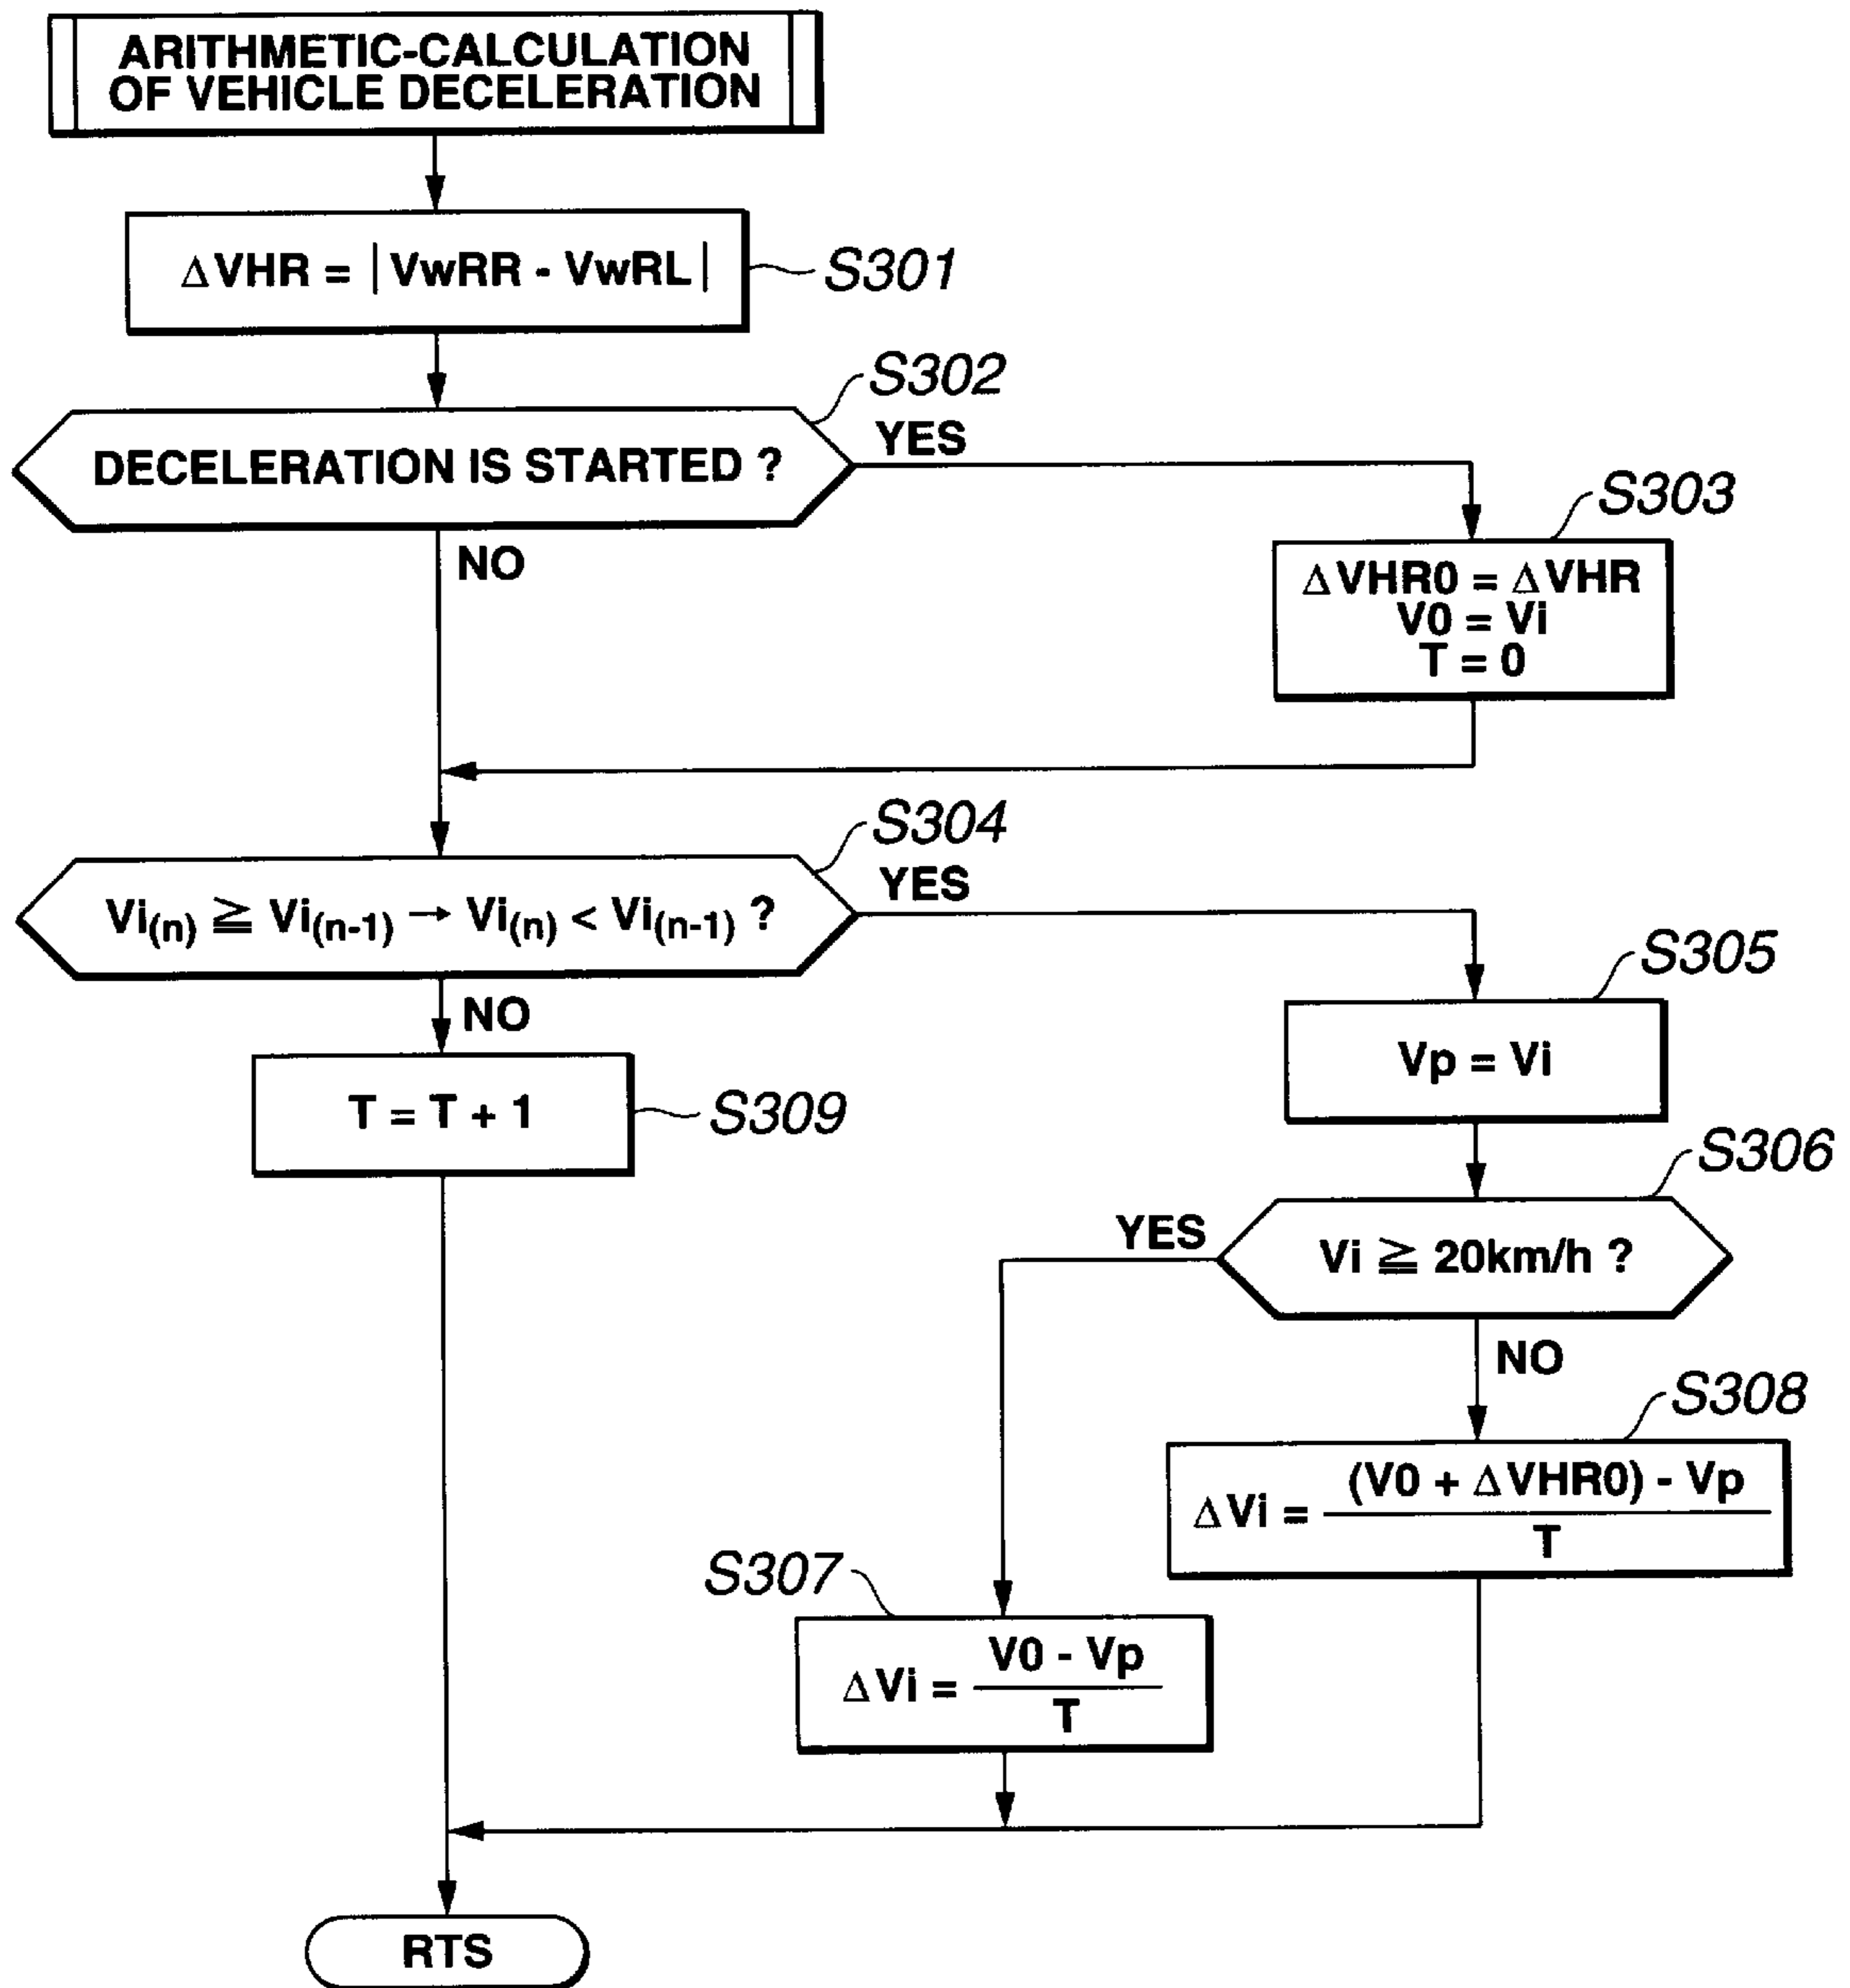 ARITHMETIC-CALCULATION
OF VEHICLE DECELERATION
ΔVHR = |VwRR - VwRL|
S301
S302
DECELERATION IS STARTED ?
YES
NO
S303
ΔVHR0 = ΔVHR
V0 = Vi
T = 0
S304
Vi(n) ≧ Vi(n-1) → Vi(n) < Vi(n-1) ?
YES
NO
S305
Vp = Vi
T = T + 1
S309
S306
YES
Vi ≧ 20km/h ?
NO
S308
(V0 + ΔVHR0) - Vp
ΔVi =
T
S307
V0 - Vp
ΔVi =
T
RTS